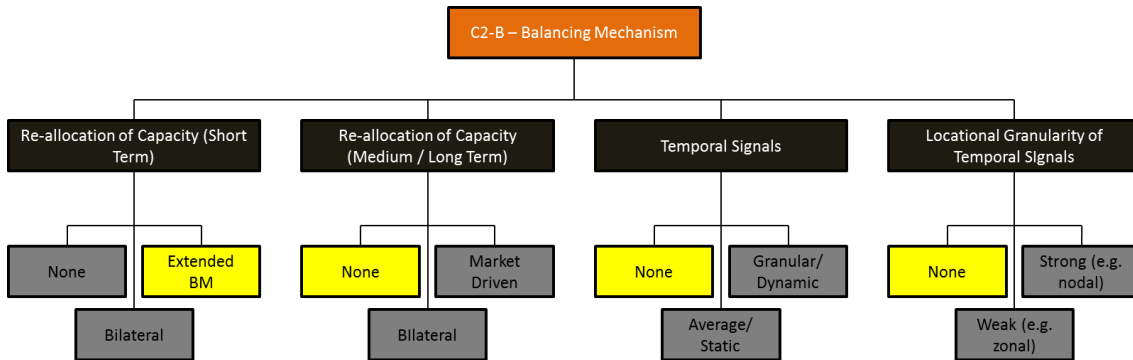 C2-B – Balancing Mechanism
Re-allocation of Capacity (Short
Term)
Re-allocation of Capacity
(Medium / Long Term)
Temporal Signals
Locational Granularity of
Temporal SIgnals
None
Extended
BM
Bilateral
None
Market
Driven
BIlateral
None
Granular/
Dynamic
Average/
Static
None
Strong (e.g.
nodal)
Weak (e.g.
zonal)